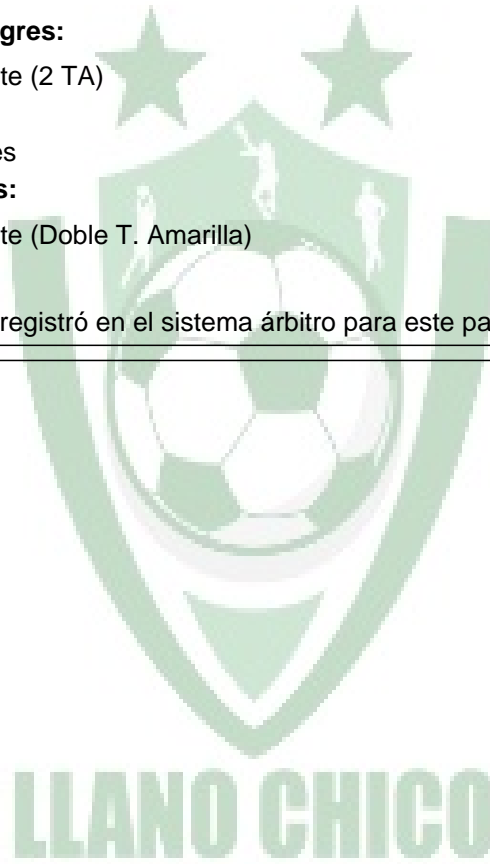 gres:
te (2 TA)
es
s:
te (Doble T. Amarilla)
registró en el sistema árbitro para este pa
LLANO CHICO